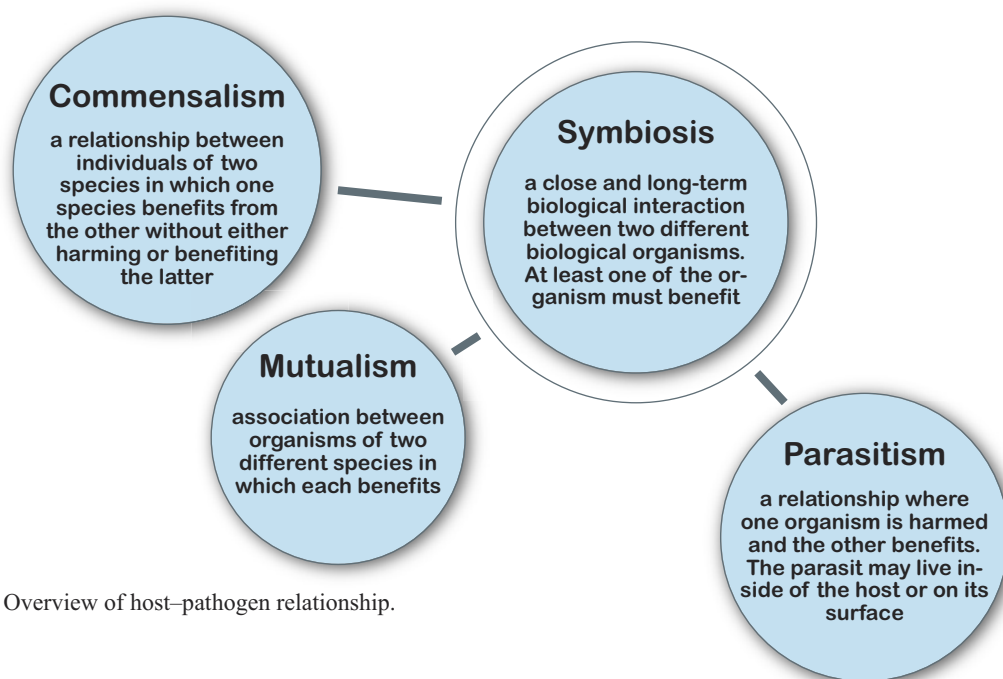 Commensalism
a relationship between
individuals of two
species in which one
species benefits from
the other without either
harming or benefiting
the latter
Symbiosis
a close and long-term
biological interaction
between two different
biological organisms.
At least one of the or-
ganism must benefit
Mutualism
association between
organisms of two
different species in
which each benefits
Parasitism
a relationship where
one organism is harmed
and the other benefits.
The parasit may live in-
side of the host or on its
surface
Overview of host–pathogen relationship.